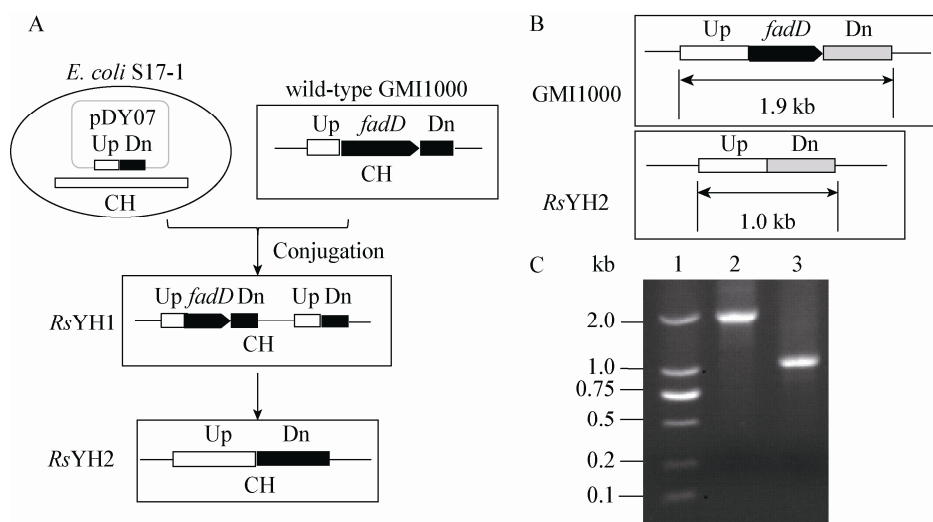 A
E. coli S17-1
pDY07
Up Dn
CH
wild-type GMI1000
Up fadD Dn
CH
Conjugation
RsYH1
Up fadD Dn Up Dn
CH
RsYH2
Up Dn
CH
B
GMI1000
Up fadD Dn
1.9 kb
RsYH2
Up Dn
1.0 kb
C kb 1 2 3
2.0
1.0
0.75
0.5
0.2
0.1